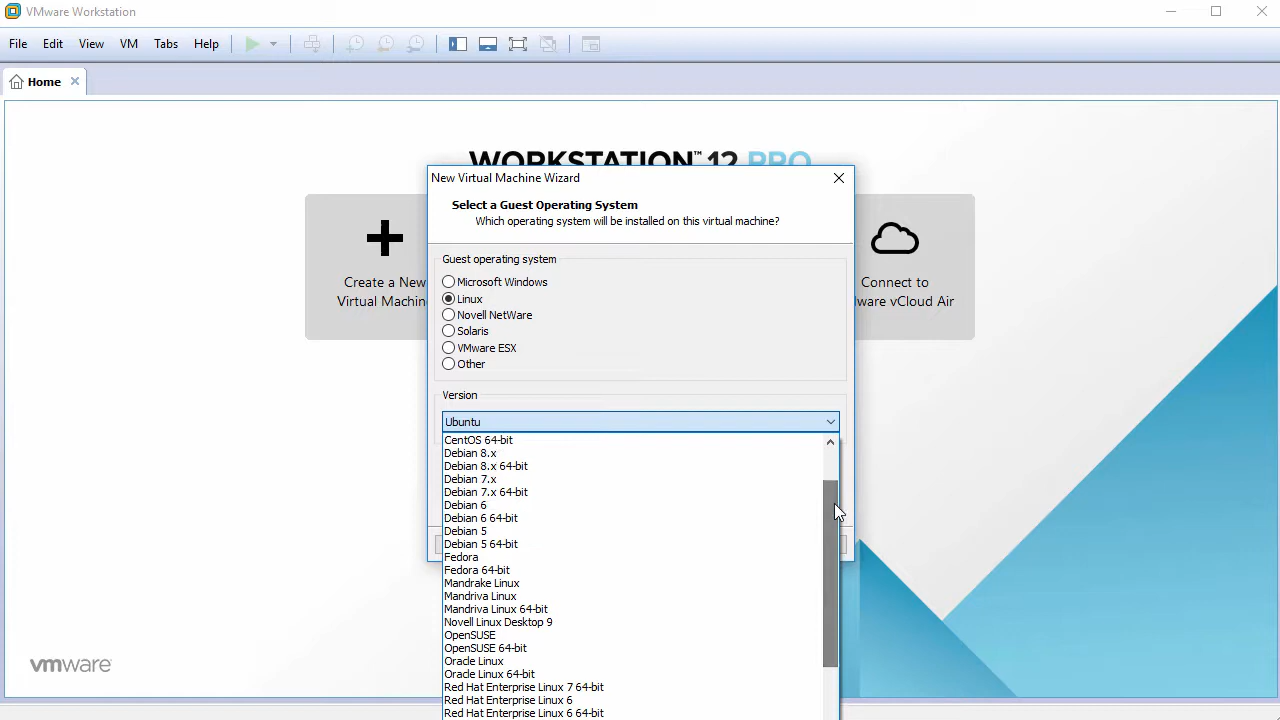 VMware Workstation
File Edit View VM Tabs Help
Home
WORKSTATION™ 12 PRO
New Virtual Machine Wizard
Select a Guest Operating System
Which operating system will be installed on this virtual machine?
Create a New
Virtual Machin
Connect to
ware vCloud Air
Guest operating system
Microsoft Windows
Linux
Novell NetWare
Solaris
VMware ESX
Other
Version
Ubuntu
CentOS 64-bit
Debian 8.x
Debian 8.x 64-bit
Debian 7.x
Debian 7.x 64-bit
Debian 6
Debian 6 64-bit
Debian 5
Debian 5 64-bit
Fedora
Fedora 64-bit
Mandrake Linux
Mandriva Linux
Mandriva Linux 64-bit
Novell Linux Desktop 9
OpenSUSE
OpenSUSE 64-bit
Oracle Linux
Oracle Linux 64-bit
Red Hat Enterprise Linux 7 64-bit
Red Hat Enterprise Linux 6
Red Hat Enterprise Linux 6 64-bit
vmware